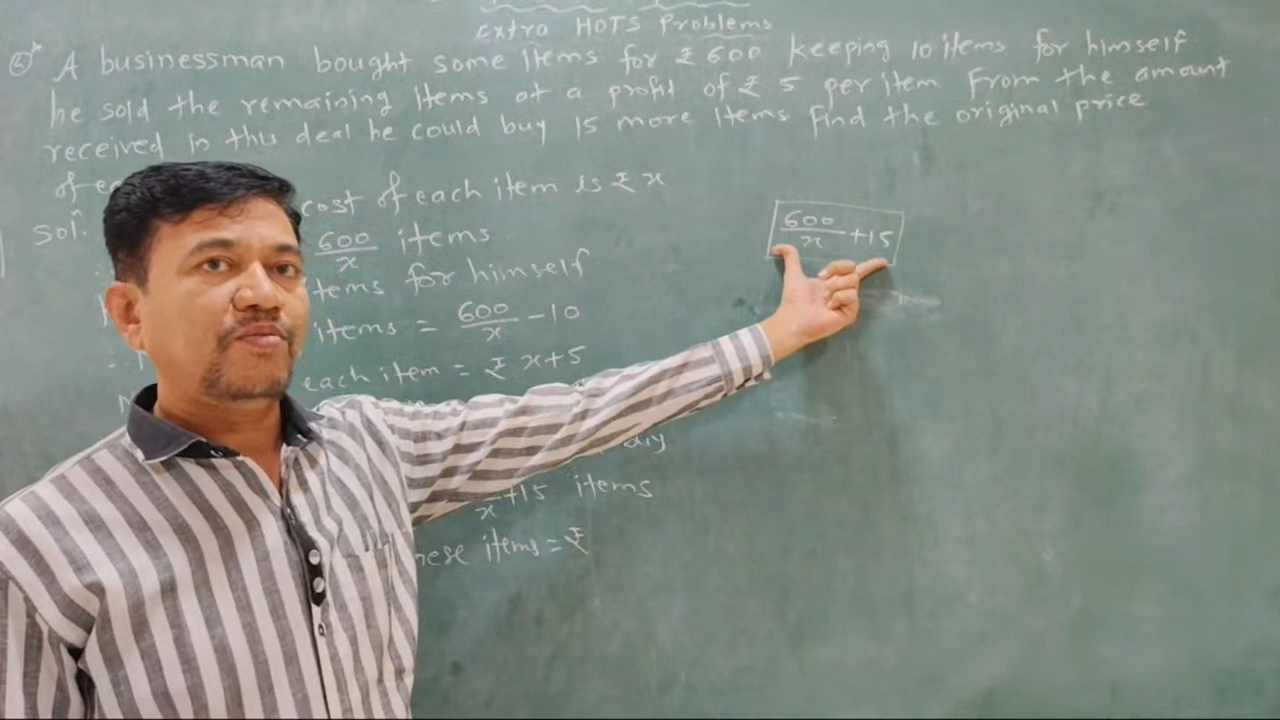 Extra HOTS Problems
A businessman bought some items for ₹ 600 keeping 10 items for himself
he sold the remaining items at a profit of ₹ 5 per item From the amount
received in this deal he could buy 15 more items Find the original price
of
Sol? cost of each item is ₹ x
600/x items
tems for himself
items = 600/x - 10
each item = ₹ x+5
x +15 items
hese items = ₹
600/x +15